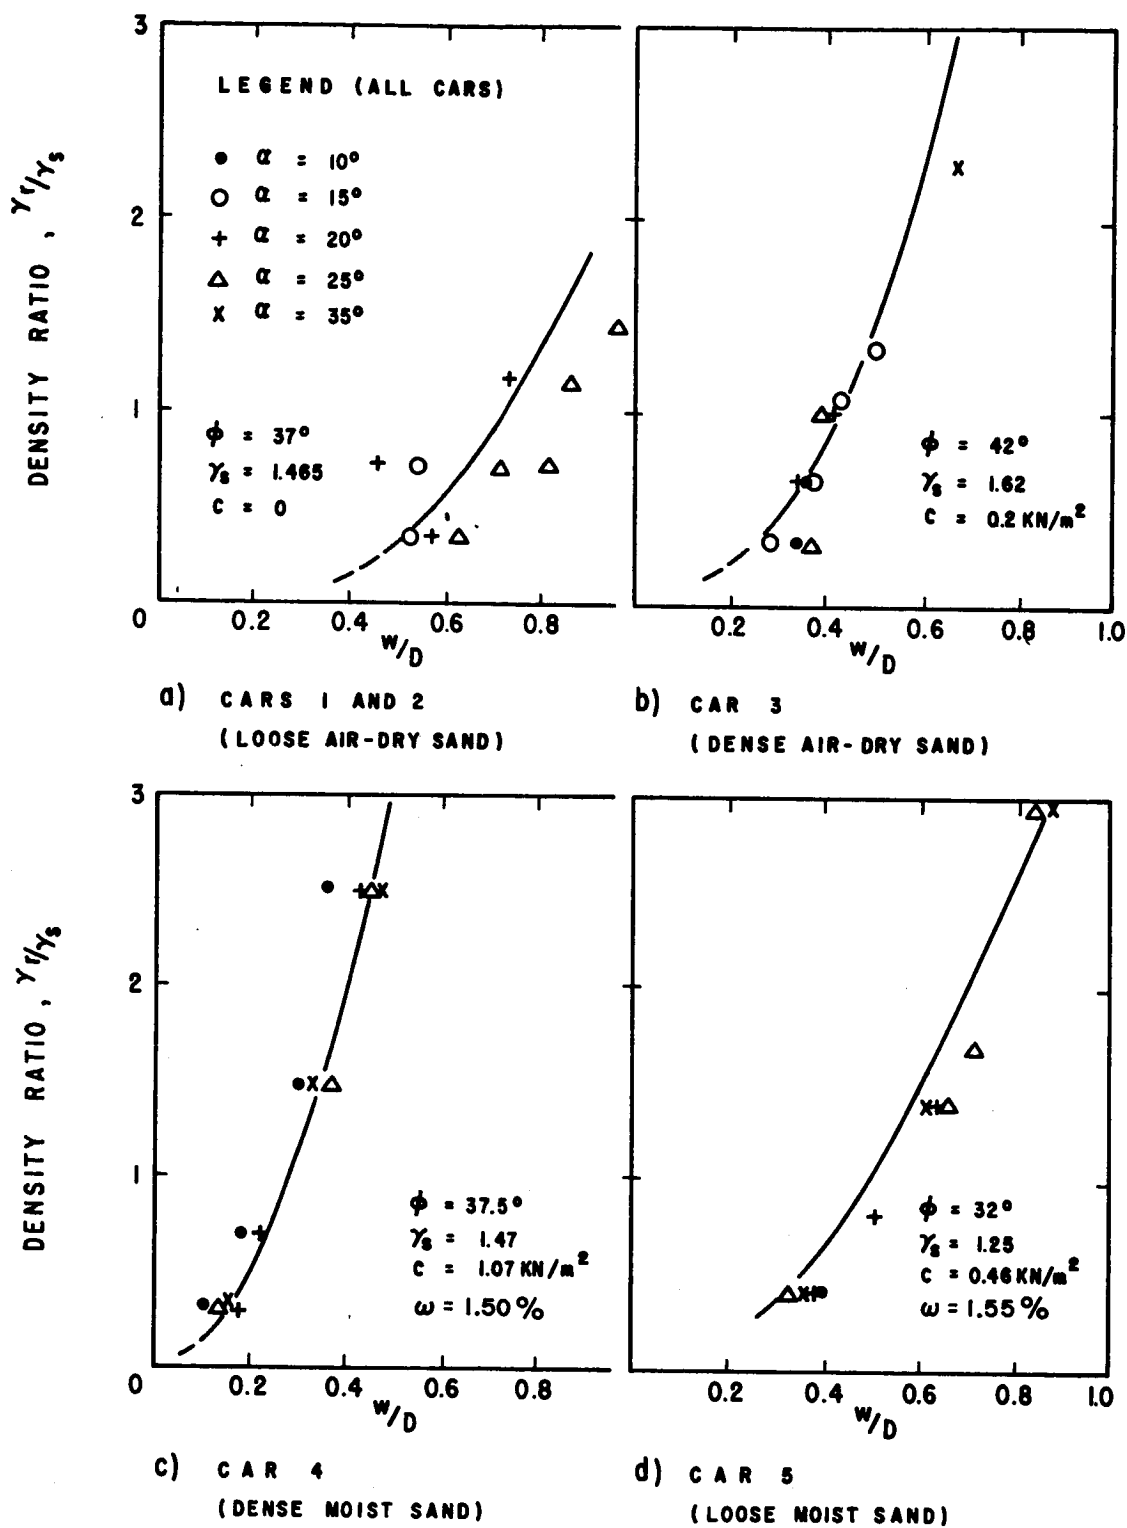 3
2
1
0
DENSITY RATIO, γr/γs
LEGEND (ALL CARS)
● α = 10°
○ α = 15°
+ α = 20°
△ α = 25°
x α = 35°
ϕ = 37°
γs = 1.465
C = 0
0.2 0.4 0.6 0.8
w/D
a) CARS 1 AND 2
(LOOSE AIR-DRY SAND)
ϕ = 42°
γs = 1.62
C = 0.2 KN/m²
0.2 0.4 0.6 0.8 1.0
w/D
b) CAR 3
(DENSE AIR-DRY SAND)
3
2
1
0
DENSITY RATIO, γr/γs
ϕ = 37.5°
γs = 1.47
C = 1.07 KN/m²
ω = 1.50%
0.2 0.4 0.6 0.8
w/D
c) CAR 4
(DENSE MOIST SAND)
ϕ = 32°
γs = 1.25
C = 0.46 KN/m²
ω = 1.55%
0.2 0.4 0.6 0.8 1.0
w/D
d) CAR 5
(LOOSE MOIST SAND)